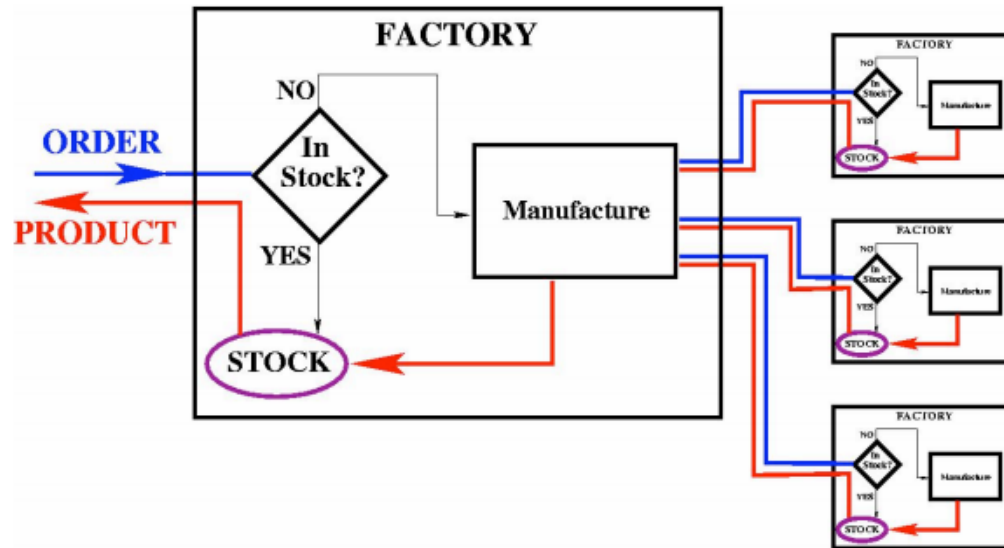 FACTORY
NO
ORDER
In
Stock?
PRODUCT
YES
Manufacture
STOCK
FACTORY
NO
In
Stock?
Manufacture
YES
STOCK
FACTORY
NO
In
Stock?
Manufacture
YES
STOCK
FACTORY
NO
In
Stock?
Manufacture
YES
STOCK